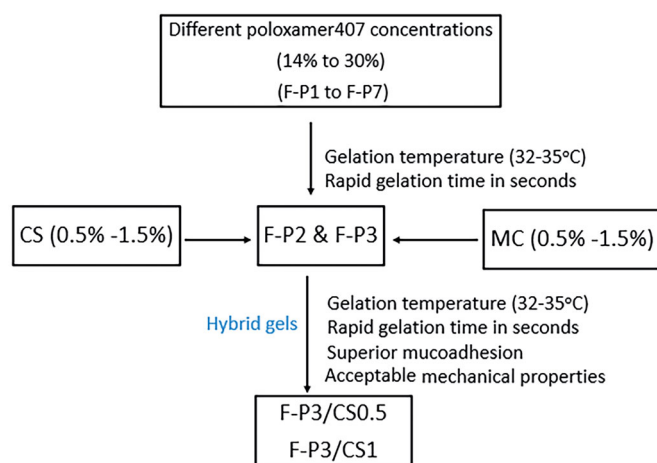 Different poloxamer407 concentrations
(14% to 30%)
(F-P1 to F-P7)
Gelation temperature (32-35°C)
Rapid gelation time in seconds
CS (0.5% -1.5%)
F-P2 & F-P3
MC (0.5% -1.5%)
Hybrid gels
Gelation temperature (32-35°C)
Rapid gelation time in seconds
Superior mucoadhesion
Acceptable mechanical properties
F-P3/CS0.5
F-P3/CS1